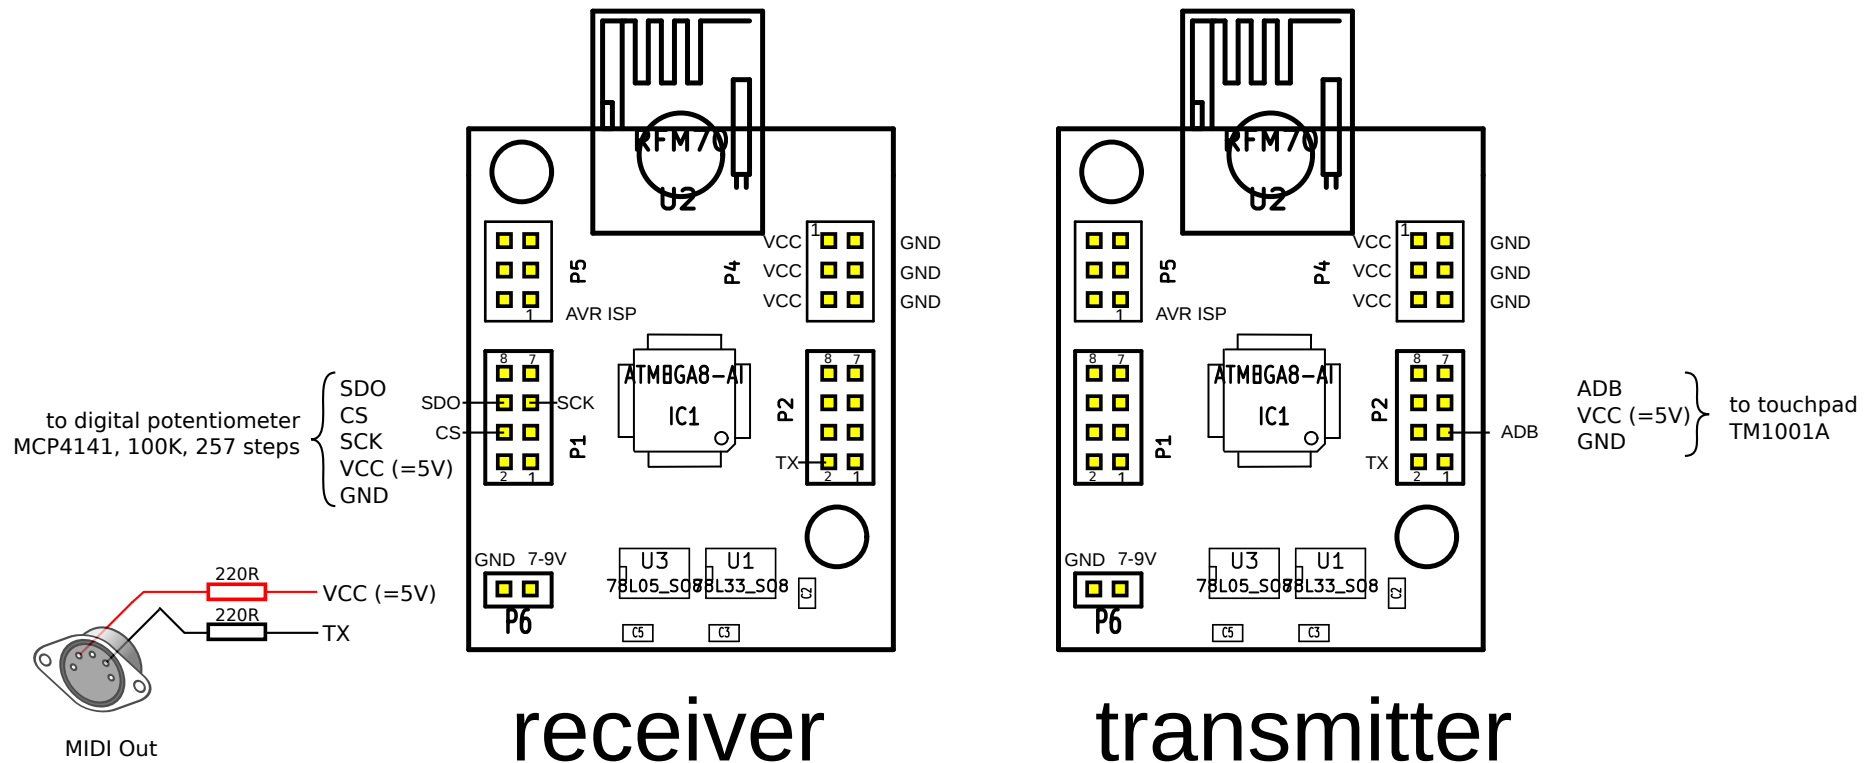 to digital potentiometer
MCP4141, 100K, 257 steps
SDO
CS
SCK
VCC (=5V)
GND
220R
VCC (=5V)
220R
TX
MIDI Out
RFM70
U2
P5
1
AVR ISP
P4
1
VCC GND
VCC GND
VCC GND
8 7
SDO SCK
CS
2 1
P1
ATMEGA8-AI
IC1
8 7
P2
TX
2 1
GND 7-9V
P6
U3
78L05_SO8
U1
78L33_SO8
C2
C5
C3
receiver
RFM70
U2
P5
1
AVR ISP
P4
1
VCC GND
VCC GND
VCC GND
8 7
2 1
P1
ATMEGA8-AI
IC1
8 7
P2
ADB
TX
2 1
GND 7-9V
P6
U3
78L05_SO8
U1
78L33_SO8
C2
C5
C3
transmitter
ADB
VCC (=5V)
GND
to touchpad
TM1001A